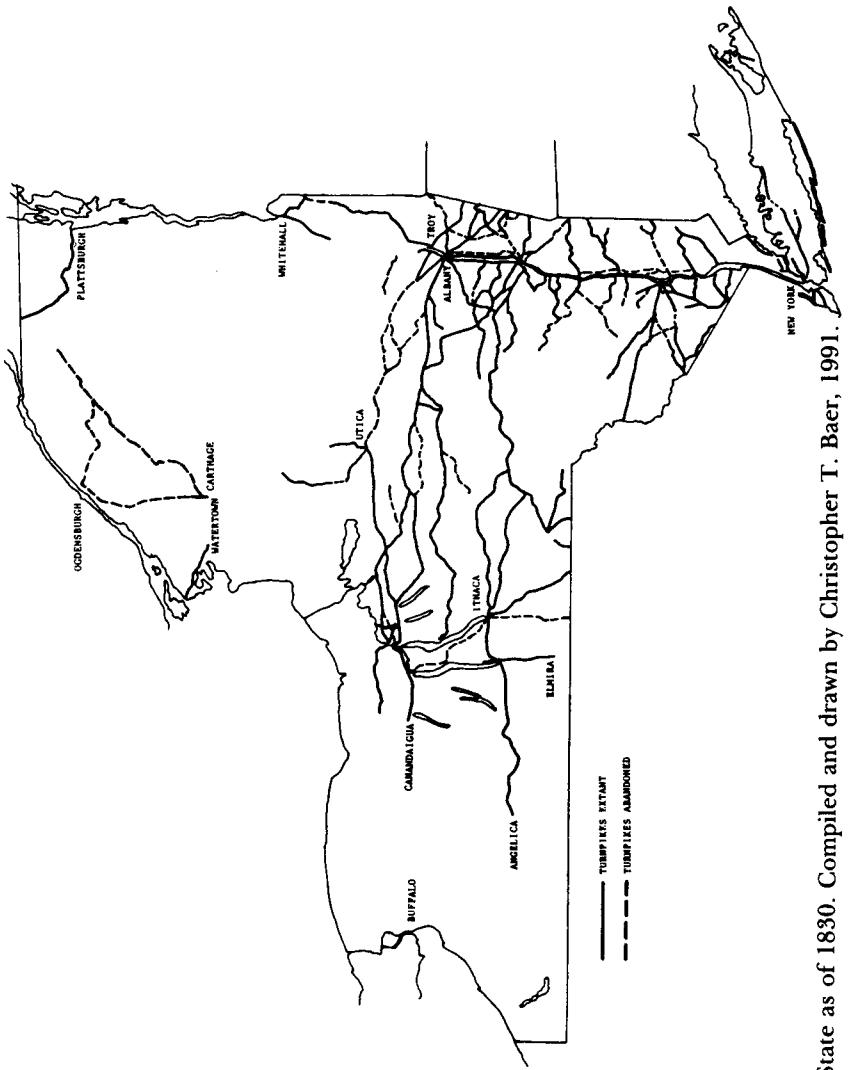 PLATTSBURGH
OGDENSBURGH
CARTHAGE
WATERTOWN
WHITEHALL
UTICA
TROY
ALBANY
ITHACA
CANANDAIGUA
BUFFALO
ANGELICA
ELMIRA
NEW YORK
TURNPIKES EXTANT
TURNPIKES ABANDONED
State as of 1830. Compiled and drawn by Christopher T. Baer, 1991.